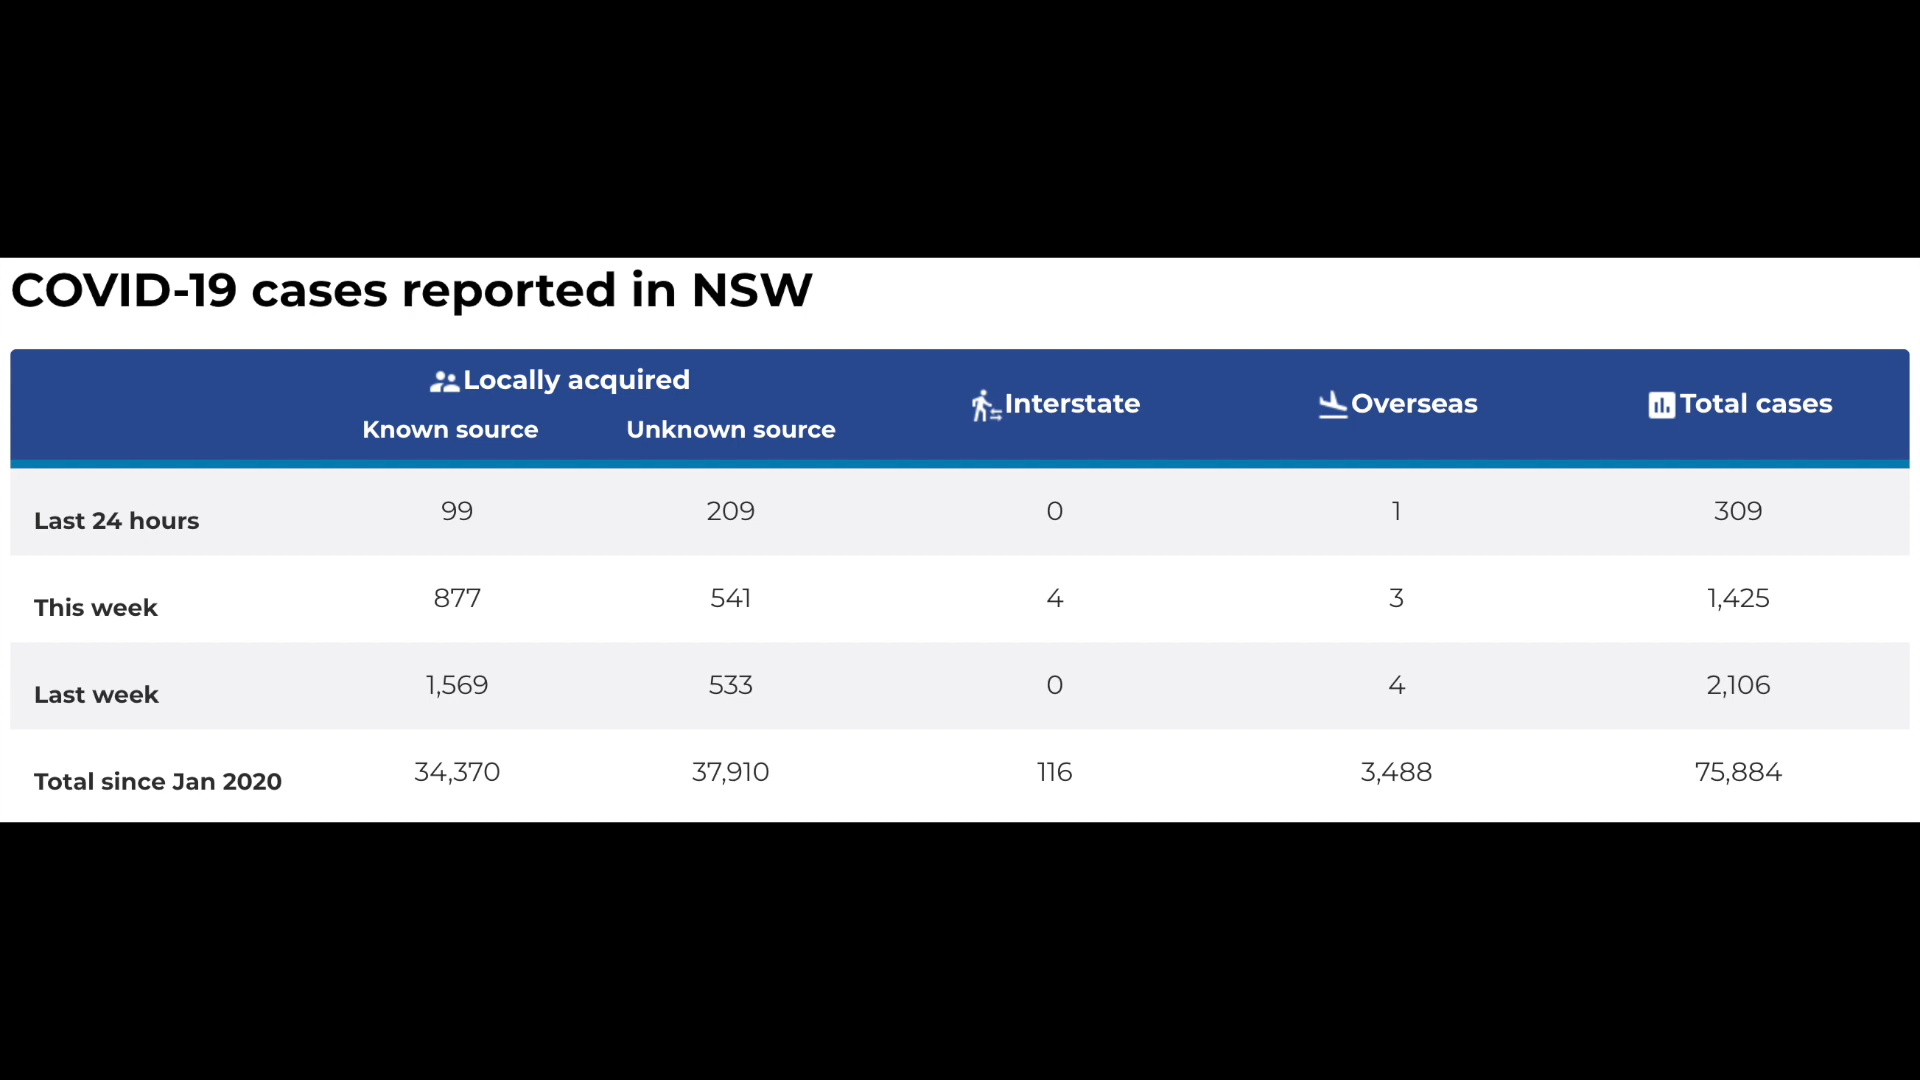 COVID-19 cases reported in NSW
Locally acquired
Interstate Overseas Total cases
Known source Unknown source
Last 24 hours 99 209 0 1 309
This week 877 541 4 3 1,425
Last week 1,569 533 0 4 2,106
Total since Jan 2020 34,370 37,910 116 3,488 75,884